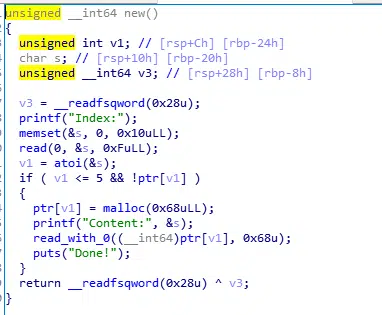 unsigned __int64 new()
{
unsigned int v1; // [rsp+Ch] [rbp-24h]
char s; // [rsp+10h] [rbp-20h]
unsigned __int64 v3; // [rsp+28h] [rbp-8h]
v3 = __readfsqword(0x28u);
printf("Index:");
memset(&s, 0, 0x10uLL);
read(0, &s, 0xFuLL);
v1 = atoi(&s);
if ( v1 <= 5 && !ptr[v1] )
{
ptr[v1] = malloc(0x68uLL);
printf("Content:", &s);
read_with_0((__int64)ptr[v1], 0x68u);
puts("Done!");
}
return __readfsqword(0x28u) ^ v3;
}